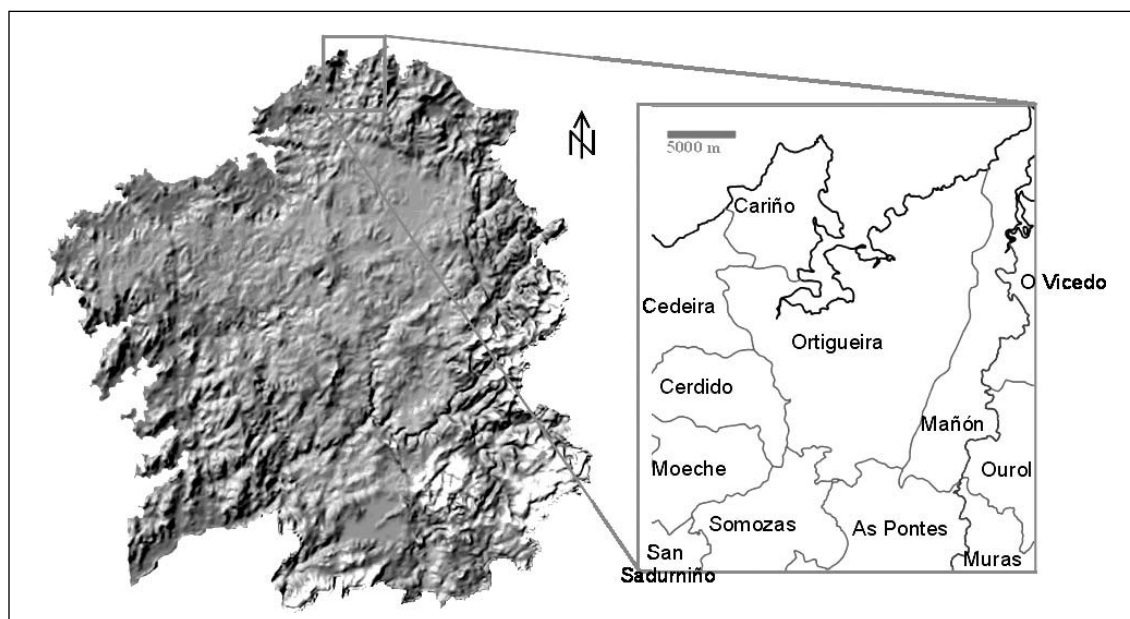 N
5000 m
Cariño
O Vicedo
Cedeira
Ortigueira
Cerdido
Mañón
Moeche
Ourol
Somozas
As Pontes
San
Sadurniño
Muras